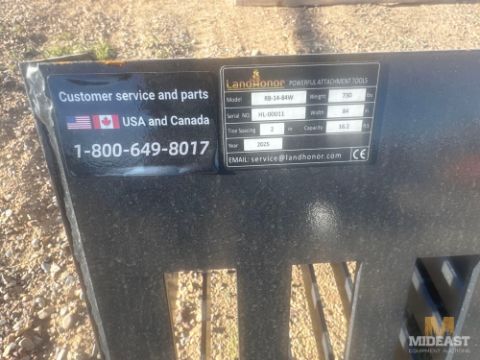 Customer service and parts
USA and Canada
1-800-649-8017
LANDHONOR POWERFUL ATTACHMENT TOOLS
Model RB-14-84W Weight 730 lbs
Serial NO. HL-00011 Width 84 in
Tine Spacing 2 in Capacity 16.2
Year 2025
EMAIL: service@landhonor.com CE
M
MIDEAST
EQUIPMENT AUCTIONS